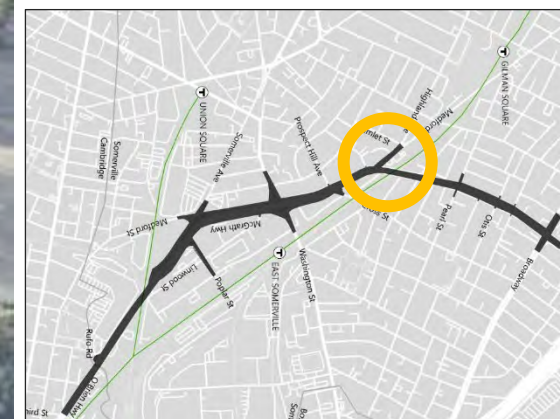 T
GILMAN SQUARE
T
UNION SQUARE
Highland
Medford
mlet St
Prospect Hill Ave
Somerville Ave
Somerville
Cambridge
Medford St
McGrath Hwy
Cross St
Pearl St
Otis St
Broadway
Washington St
T
EAST SOMERVILLE
Linwood St
Poplar St
Rufo Rd
O'Brien Hwy
hird St